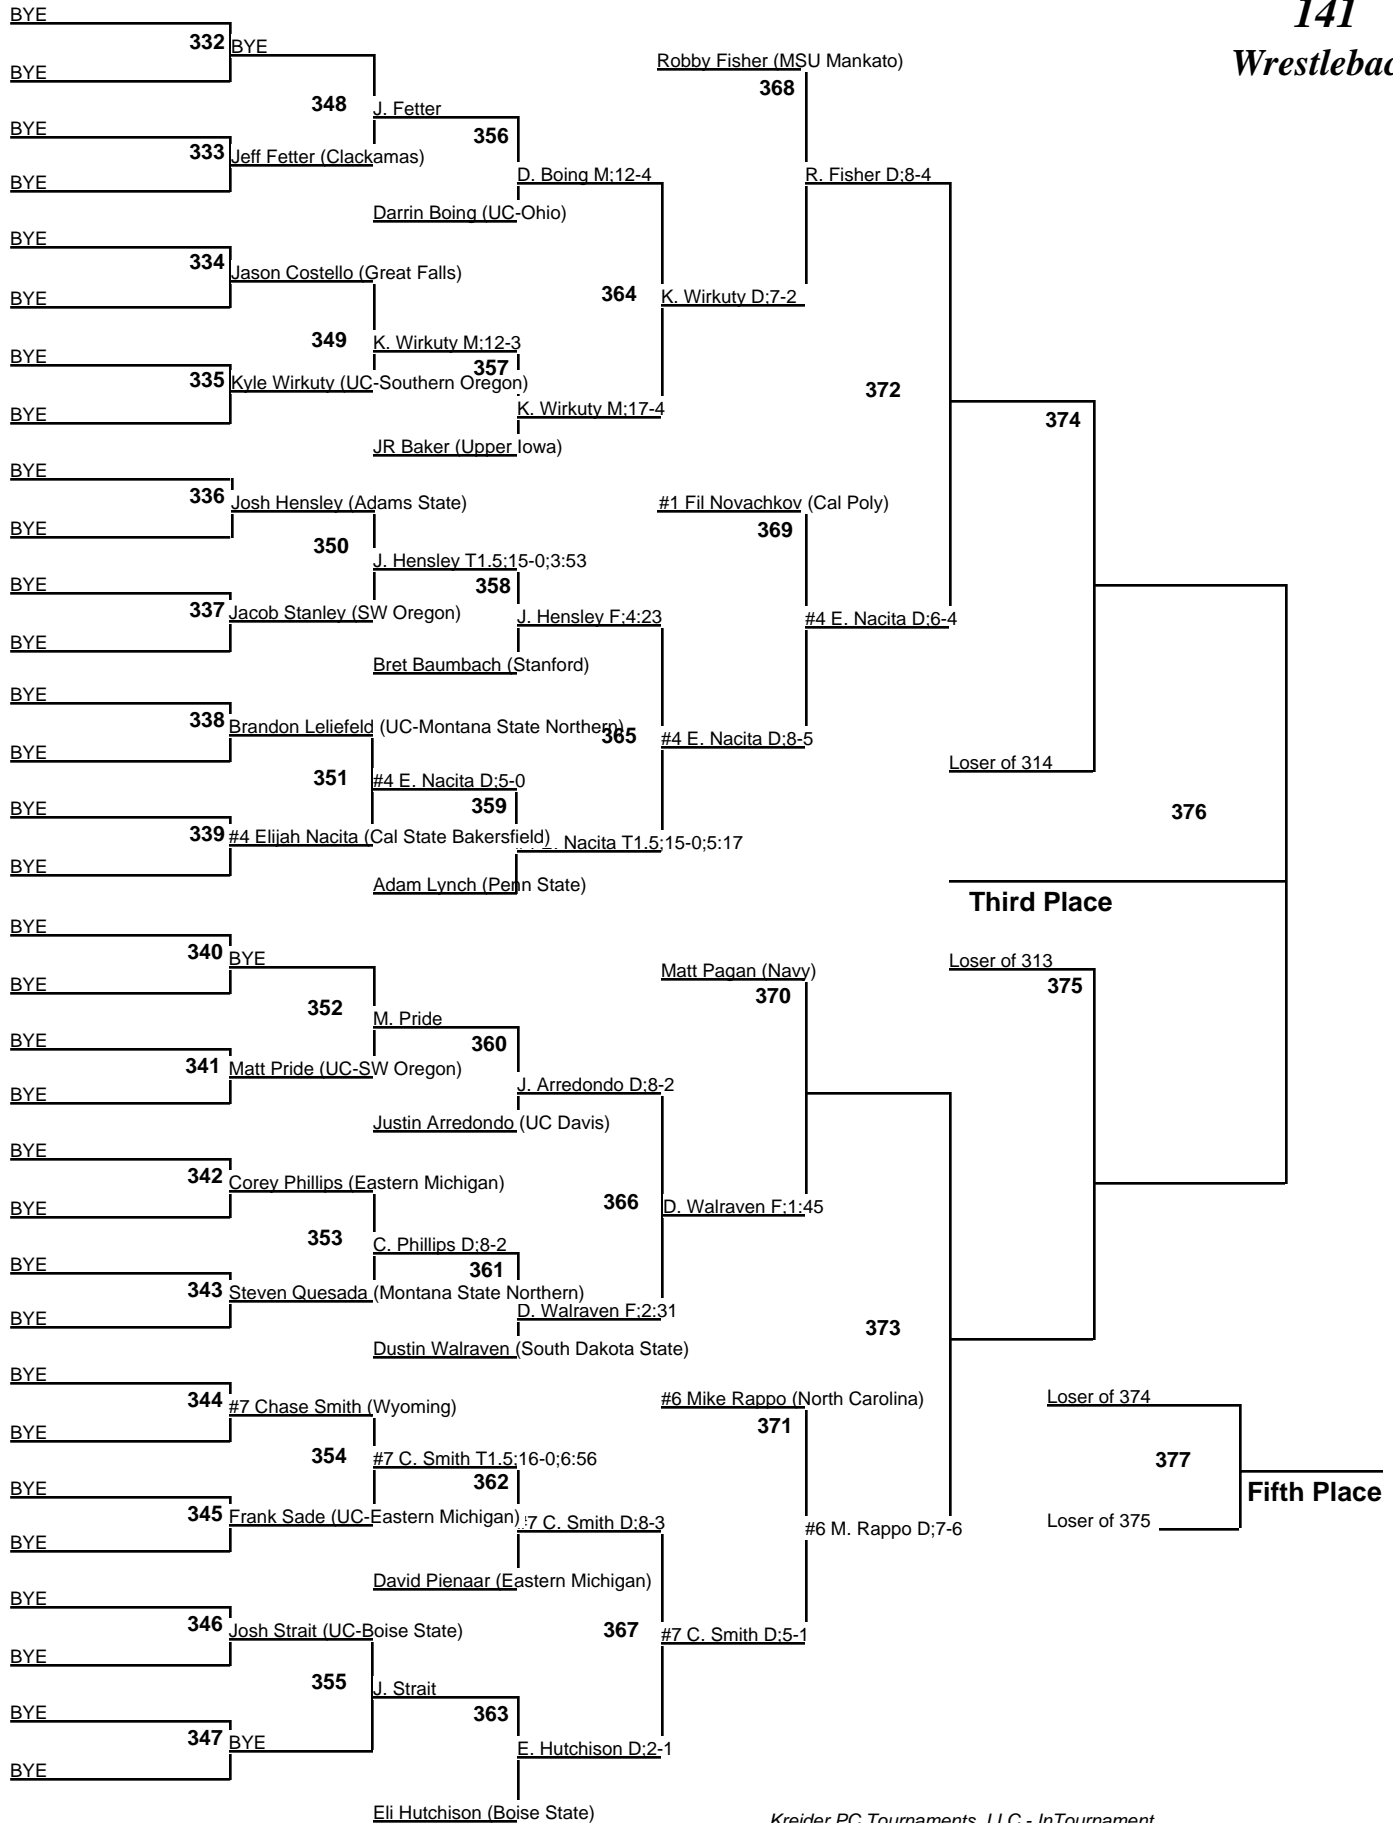 141
Wrestlebac
BYE
332 BYE
BYE
348 J. Fetter
BYE
333 Jeff Fetter (Clackamas)
BYE
356
D. Boing M;12-4
Darrin Boing (UC-Ohio)
BYE
334 Jason Costello (Great Falls)
BYE
349 K. Wirkuty M;12-3
BYE
335 Kyle Wirkuty (UC-Southern Oregon)
BYE
357
K. Wirkuty M;17-4
JR Baker (Upper Iowa)
364 K. Wirkuty D;7-2
Robby Fisher (MSU Mankato)
368
R. Fisher D;8-4
BYE
336 Josh Hensley (Adams State)
BYE
350 J. Hensley T1.5;15-0;3:53
BYE
337 Jacob Stanley (SW Oregon)
BYE
358
J. Hensley F;4:23
Bret Baumbach (Stanford)
BYE
338 Brandon Leliefeld (UC-Montana State Northern)
BYE
351 #4 E. Nacita D;5-0
BYE
339 #4 Elijah Nacita (Cal State Bakersfield)
BYE
359
Nacita T1.5;15-0;5:17
Adam Lynch (Penn State)
365 #4 E. Nacita D;8-5
#1 Fil Novachkov (Cal Poly)
369
#4 E. Nacita D;6-4
372
374
Loser of 314
376
Third Place
BYE
340 BYE
BYE
352 M. Pride
BYE
341 Matt Pride (UC-SW Oregon)
BYE
360
J. Arredondo D;8-2
Justin Arredondo (UC Davis)
BYE
342 Corey Phillips (Eastern Michigan)
BYE
353 C. Phillips D;8-2
BYE
343 Steven Quesada (Montana State Northern)
BYE
361
D. Walraven F;2:31
Dustin Walraven (South Dakota State)
366 D. Walraven F;1:45
Matt Pagan (Navy)
370
Loser of 313
375
373
BYE
344 #7 Chase Smith (Wyoming)
BYE
354 #7 C. Smith T1.5;16-0;6:56
BYE
345 Frank Sade (UC-Eastern Michigan)
BYE
362
#7 C. Smith D;8-3
David Pienaar (Eastern Michigan)
BYE
346 Josh Strait (UC-Boise State)
BYE
355 J. Strait
BYE
347 BYE
BYE
363
E. Hutchison D;2-1
Eli Hutchison (Boise State)
367 #7 C. Smith D;5-1
#6 Mike Rappo (North Carolina)
371
#6 M. Rappo D;7-6
Loser of 374
377
Fifth Place
Loser of 375
Kreider PC Tournaments, LLC - InTournament